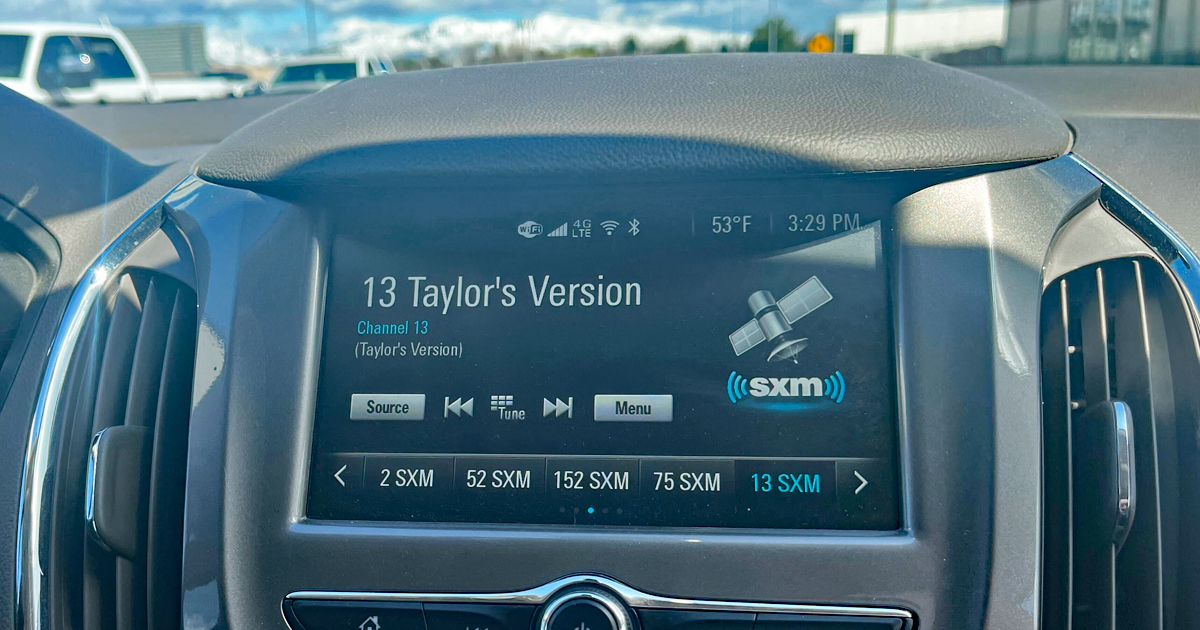 WiFi 4G LTE 53°F 3:29 PM
13 Taylor's Version
Channel 13
(Taylor's Version)
sxm
Source Tune Menu
2 SXM 52 SXM 152 SXM 75 SXM 13 SXM